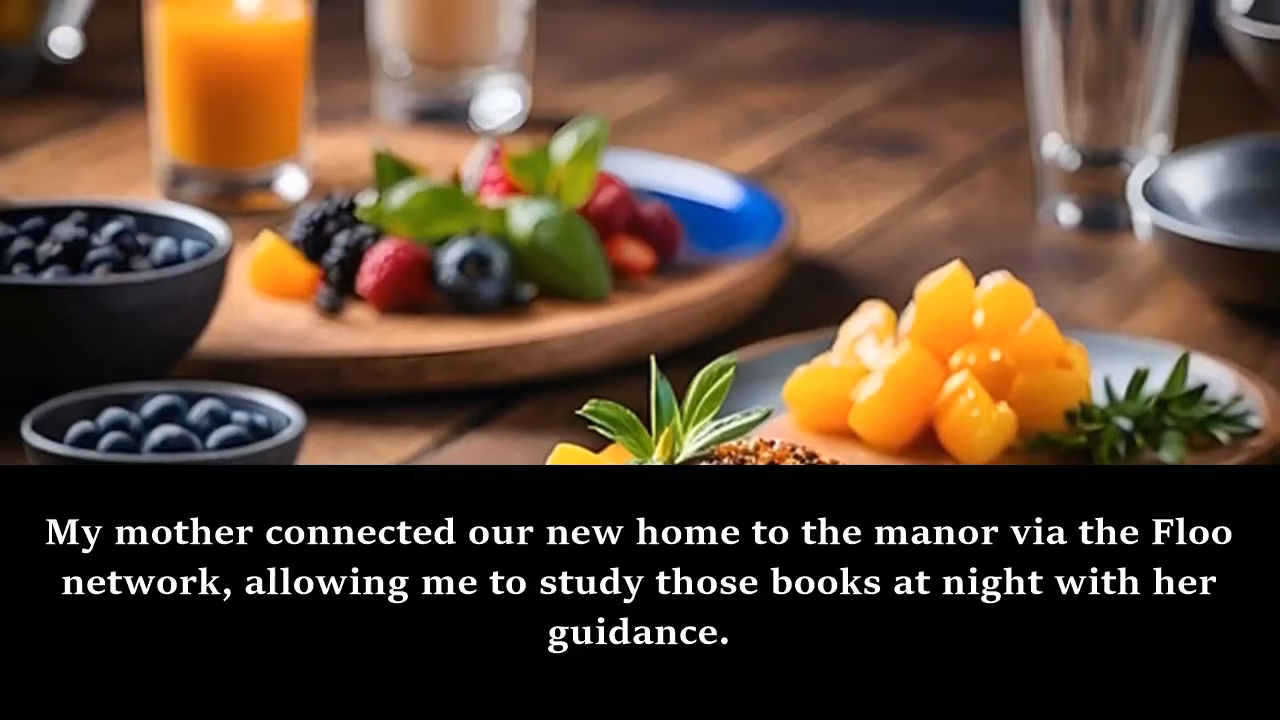 My mother connected our new home to the manor via the Floo
network, allowing me to study those books at night with her
guidance.